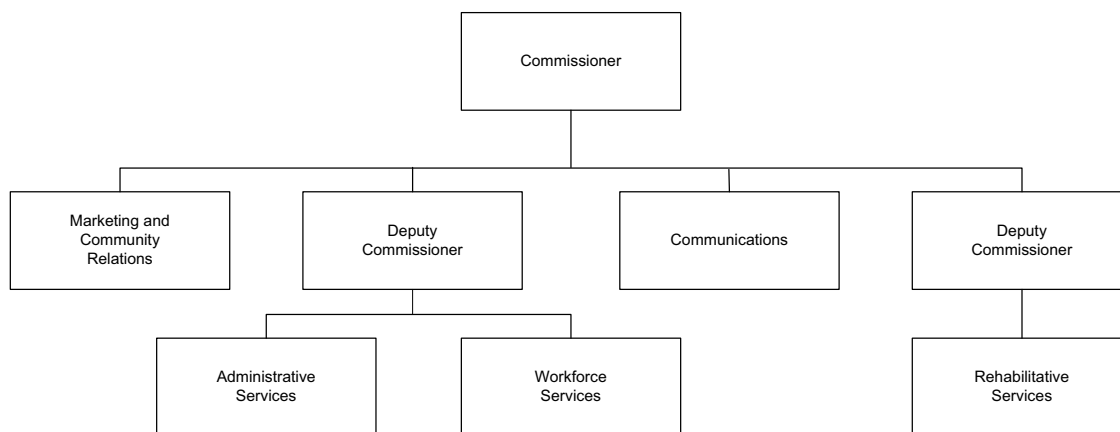 Commissioner
Marketing and
Community
Relations
Deputy
Commissioner
Communications
Deputy
Commissioner
Administrative
Services
Workforce
Services
Rehabilitative
Services